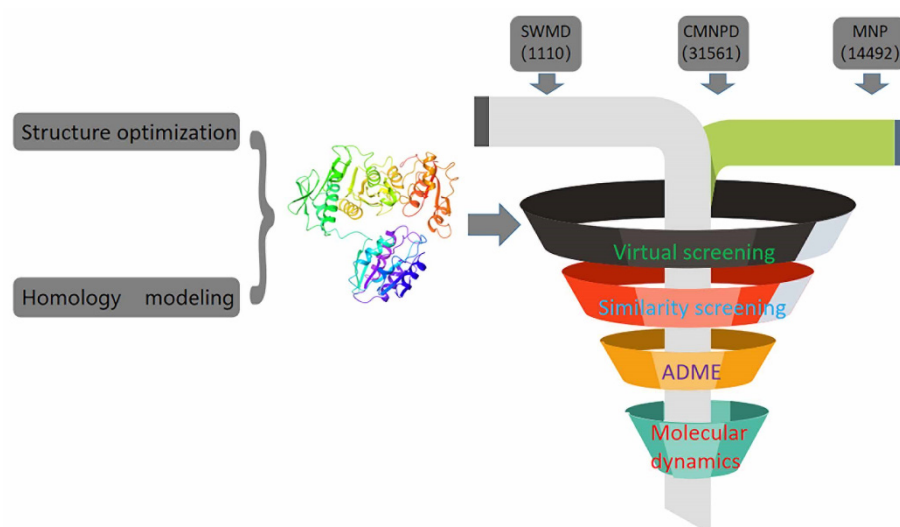 SWMD
(1110)
CMNPD
(31561)
MNP
(14492)
Structure optimization
Homology modeling
Virtual screening
Similarity screening
ADME
Molecular
dynamics